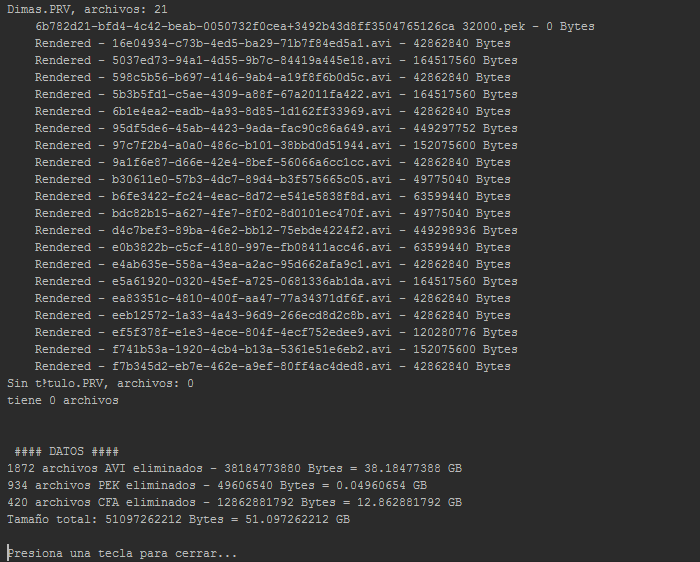 Dimas.PRV, archivos: 21
6b782d21-bfd4-4c42-beab-0050732f0cea+3492b43d8ff3504765126ca 32000.pek - 0 Bytes
Rendered - 16e04934-c73b-4ed5-ba29-71b7f84ed5a1.avi - 42862840 Bytes
Rendered - 5037ed73-94a1-4d55-9b7c-84419a445e18.avi - 164517560 Bytes
Rendered - 598c5b56-b697-4146-9ab4-a19f8f6b0d5c.avi - 42862840 Bytes
Rendered - 5b3b5fd1-c5ae-4309-a88f-67a2011fa422.avi - 164517560 Bytes
Rendered - 6b1e4ea2-eadb-4a93-8d85-1d162ff33969.avi - 42862840 Bytes
Rendered - 95df5de6-45ab-4423-9ada-fac90c86a649.avi - 449297752 Bytes
Rendered - 97c7f2b4-a0a0-486c-b101-38bbd0d51944.avi - 152075600 Bytes
Rendered - 9a1f6e87-d66e-42e4-8bef-56066a6cc1cc.avi - 42862840 Bytes
Rendered - b30611e0-57b3-4dc7-89d4-b3f575665c05.avi - 49775040 Bytes
Rendered - b6fe3422-fc24-4eac-8d72-e541e5838f8d.avi - 63599440 Bytes
Rendered - bdc82b15-a627-4fe7-8f02-8d0101ec470f.avi - 49775040 Bytes
Rendered - d4c7bef3-89ba-46e2-bb12-75ebde4224f2.avi - 449298936 Bytes
Rendered - e0b3822b-c5cf-4180-997e-fb08411acc46.avi - 63599440 Bytes
Rendered - e4ab635e-558a-43ea-a2ac-95d662afa9c1.avi - 42862840 Bytes
Rendered - e5a61920-0320-45ef-a725-0681336ab1da.avi - 164517560 Bytes
Rendered - ea83351c-4810-400f-aa47-77a34371df6f.avi - 42862840 Bytes
Rendered - eeb12572-1a33-4a43-96d9-266ecd8d2c8b.avi - 42862840 Bytes
Rendered - ef5f378f-e1e3-4ece-804f-4ecf752edee9.avi - 120280776 Bytes
Rendered - f741b53a-1920-4cb4-b13a-5361e51e6eb2.avi - 152075600 Bytes
Rendered - f7b345d2-eb7e-462e-a9ef-80ff4ac4ded8.avi - 42862840 Bytes
Sin t¡tulo.PRV, archivos: 0
tiene 0 archivos
#### DATOS ####
1872 archivos AVI eliminados - 38184773880 Bytes = 38.18477388 GB
934 archivos PEK eliminados - 49606540 Bytes = 0.04960654 GB
420 archivos CFA eliminados - 12862881792 Bytes = 12.862881792 GB
Tamaño total: 51097262212 Bytes = 51.097262212 GB
Presiona una tecla para cerrar...